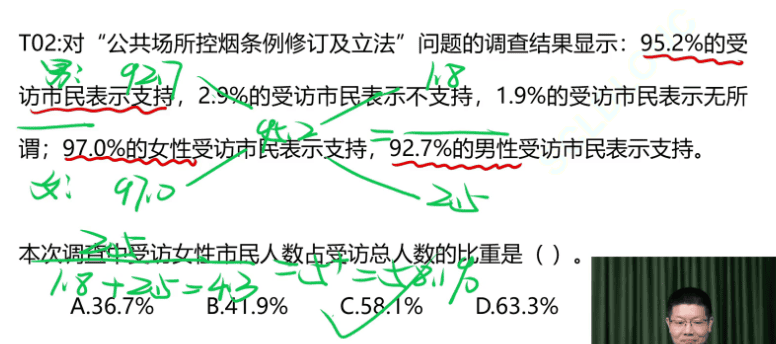 T02:对“公共场所控烟条例修订及立法”问题的调查结果显示：95.2%的受
男: 92.7 1.8
访市民表示支持，2.9%的受访市民表示不支持，1.9%的受访市民表示无所
95.2 =
谓；97.0%的女性受访市民表示支持，92.7%的男性受访市民表示支持。
女: 97.0 2.5
本次调查中受访女性市民人数占受访总人数的比重是（ ）。
2.5
1.8+2.5=4.3 =5⁺=58.1%
A.36.7% B.41.9% C.58.1% D.63.3%